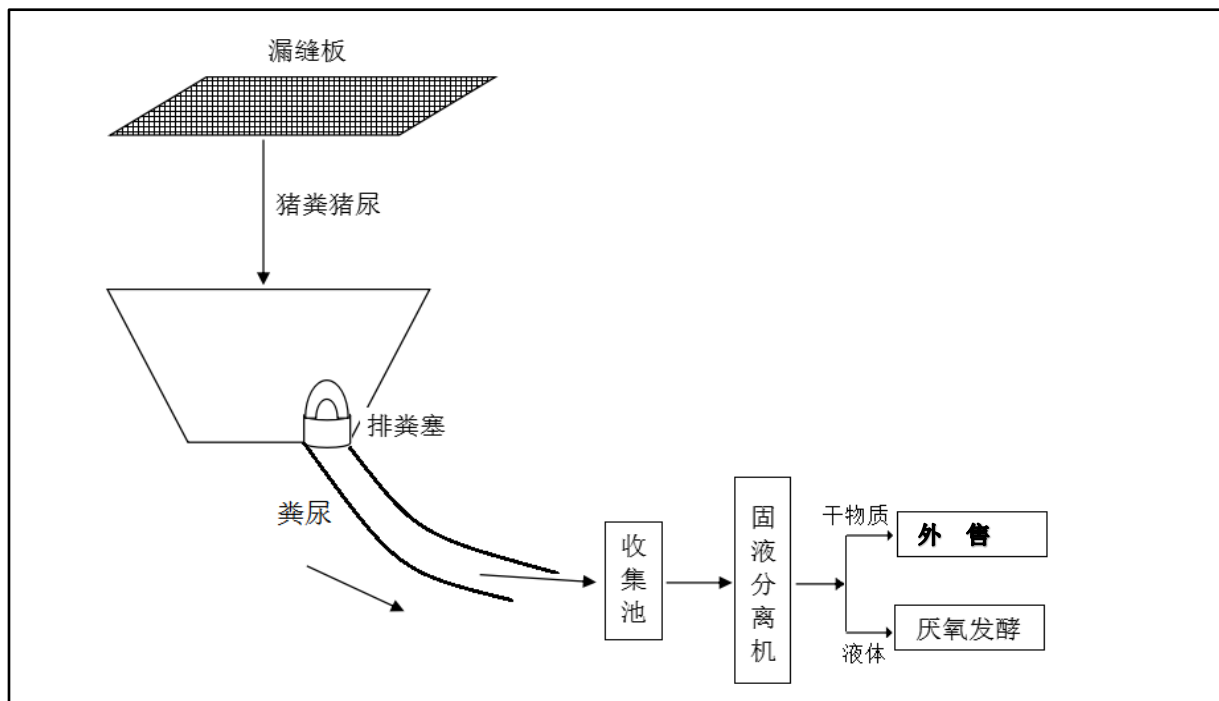 漏缝板
猪粪猪尿
排粪塞
粪尿
收集池
固液分离机
干物质
外 售
液体
厌氧发酵